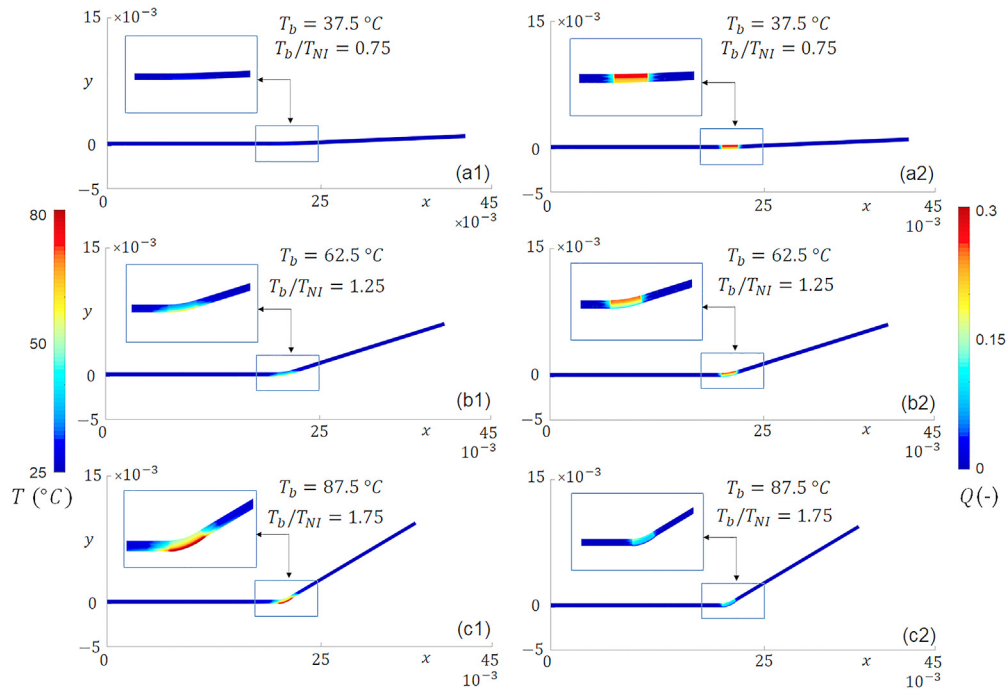 15 ×10⁻³
T_b = 37.5 °C
T_b/T_NI = 0.75
y
0
−5
0
25
x
45
×10⁻³
(a1)
15 ×10⁻³
T_b = 37.5 °C
T_b/T_NI = 0.75
y
0
−5
0
25
x
45
10⁻³
(a2)
80
50
25
T (°C)
15 ×10⁻³
T_b = 62.5 °C
T_b/T_NI = 1.25
y
0
−5
0
25
x
45
10⁻³
(b1)
15 ×10⁻³
T_b = 62.5 °C
T_b/T_NI = 1.25
y
0
−5
0
25
x
45
10⁻³
(b2)
0.3
0.15
0
Q(-)
15 ×10⁻³
T_b = 87.5 °C
T_b/T_NI = 1.75
y
0
−5
0
25
x
45
10⁻³
(c1)
15 ×10⁻³
T_b = 87.5 °C
T_b/T_NI = 1.75
y
0
−5
0
25
x
45
10⁻³
(c2)